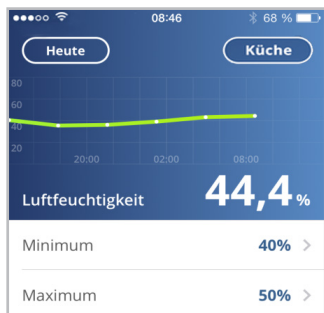 08:46
68 %
Heute
Küche
80
60
40
20
20:00
02:00
08:00
Luftfeuchtigkeit 44,4 %
Minimum 40%
Maximum 50%